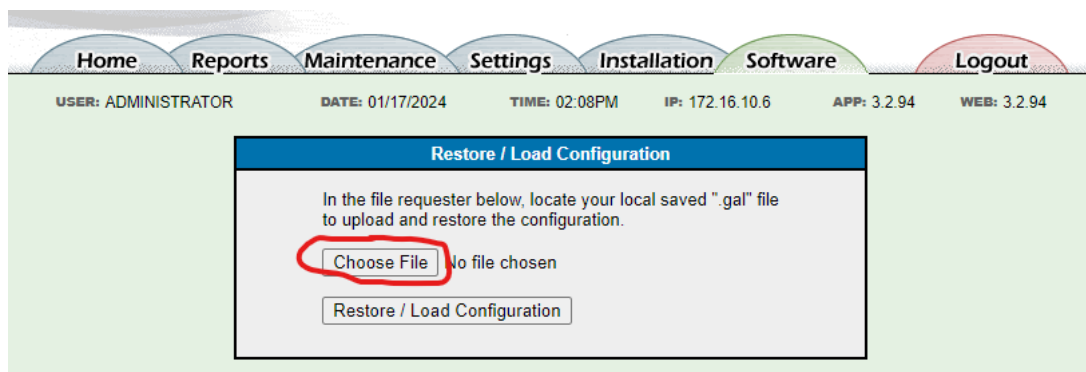 Home Reports Maintenance Settings Installation Software Logout
USER: ADMINISTRATOR DATE: 01/17/2024 TIME: 02:08PM IP: 172.16.10.6 APP: 3.2.94 WEB: 3.2.94
Restore / Load Configuration
In the file requester below, locate your local saved ".gal" file
to upload and restore the configuration.
Choose File No file chosen
Restore / Load Configuration